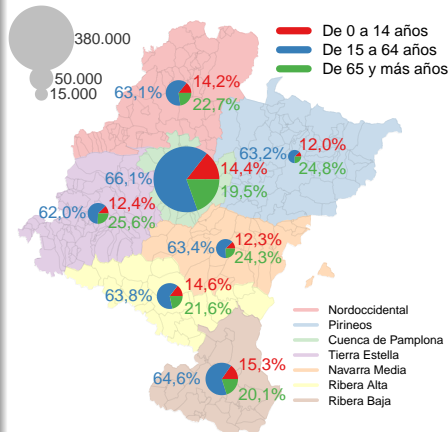 380.000
50.000
15.000
De 0 a 14 años
De 15 a 64 años
De 65 y más años
63,1% 14,2%
22,7%
63,2% 12,0%
24,8%
66,1% 14,4%
19,5%
62,0% 12,4%
25,6%
63,4% 12,3%
24,3%
63,8% 14,6%
21,6%
64,6% 15,3%
20,1%
Nordoccidental
Pirineos
Cuenca de Pamplona
Tierra Estella
Navarra Media
Ribera Alta
Ribera Baja